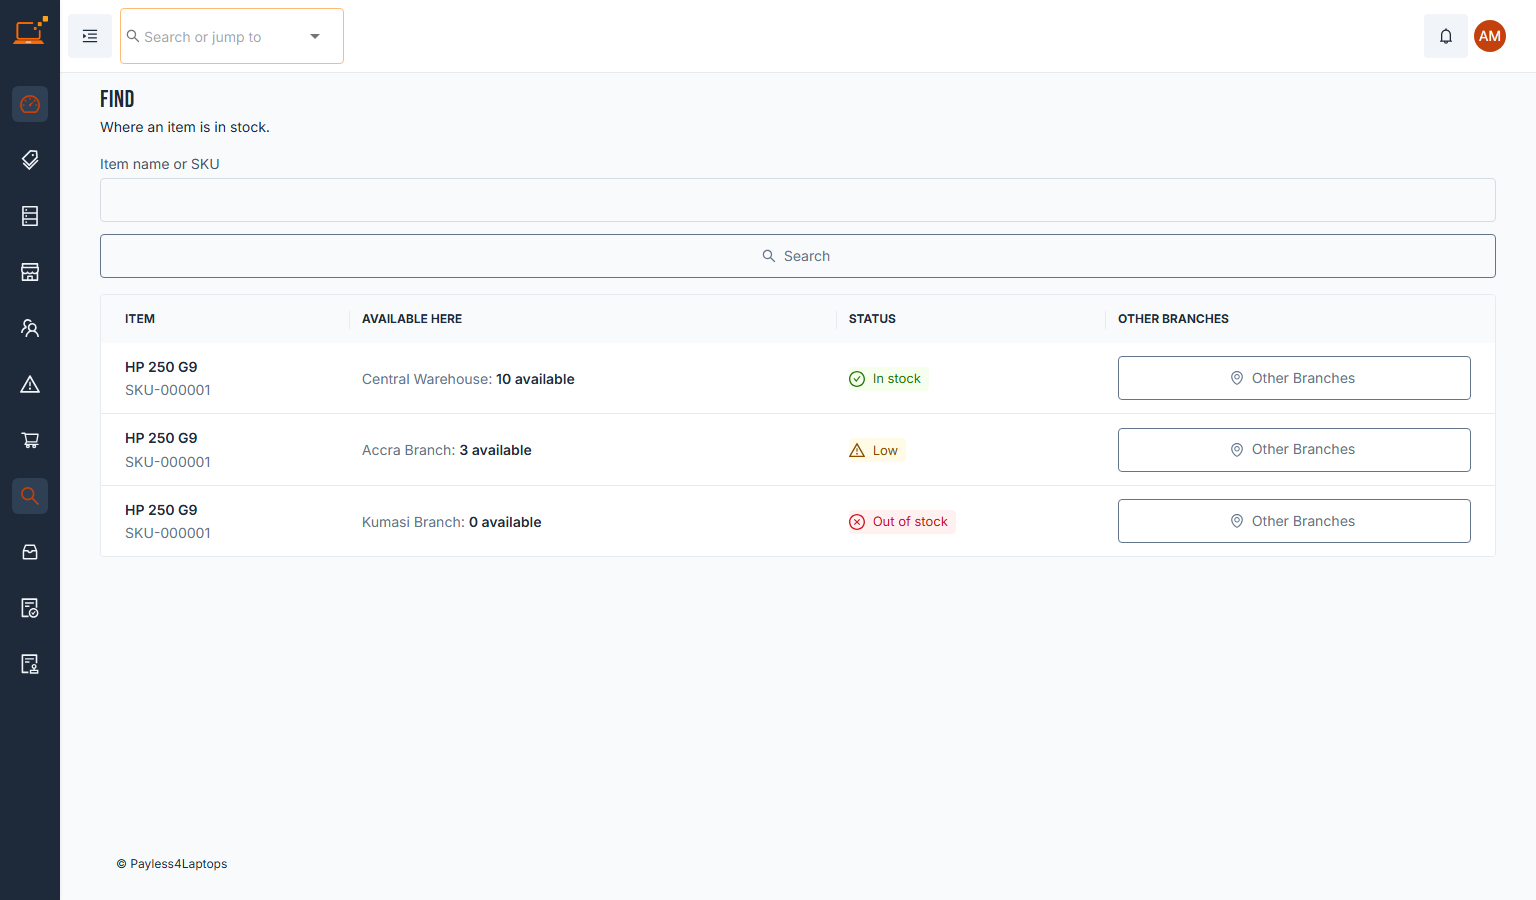 Search or jump to
AM
FIND
Where an item is in stock.
Item name or SKU
Search
ITEM
AVAILABLE HERE
STATUS
OTHER BRANCHES
HP 250 G9
SKU-000001
Central Warehouse: 10 available
In stock
Other Branches
HP 250 G9
SKU-000001
Accra Branch: 3 available
Low
Other Branches
HP 250 G9
SKU-000001
Kumasi Branch: 0 available
Out of stock
Other Branches
© Payless4Laptops